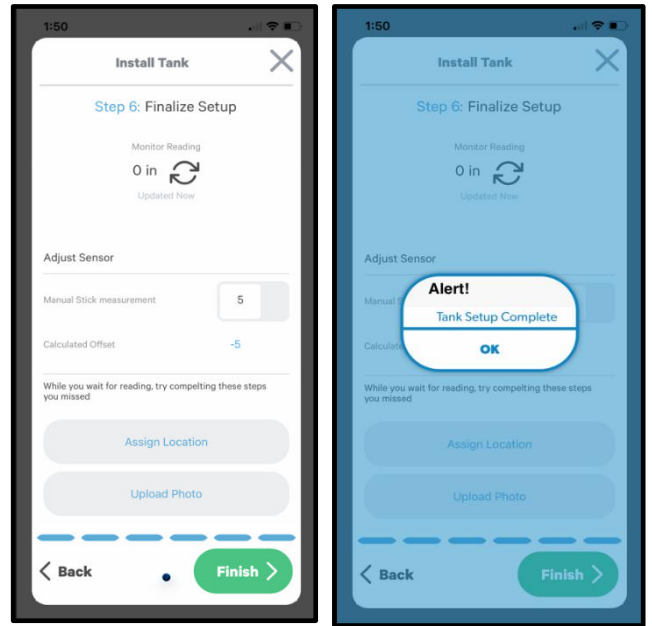 1:50
Install Tank
Step 6: Finalize Setup
Monitor Reading
0 in
Updated Now
Adjust Sensor
Manual Stick measurement
5
Calculated Offset
-5
While you wait for reading, try compelting these steps
you missed
Assign Location
Upload Photo
Back
Finish
1:50
Install Tank
Step 6: Finalize Setup
Monitor Reading
0 in
Updated Now
Adjust Sensor
Alert!
Tank Setup Complete
OK
While you wait for reading, try compelting these steps
you missed
Assign Location
Upload Photo
Back
Finish